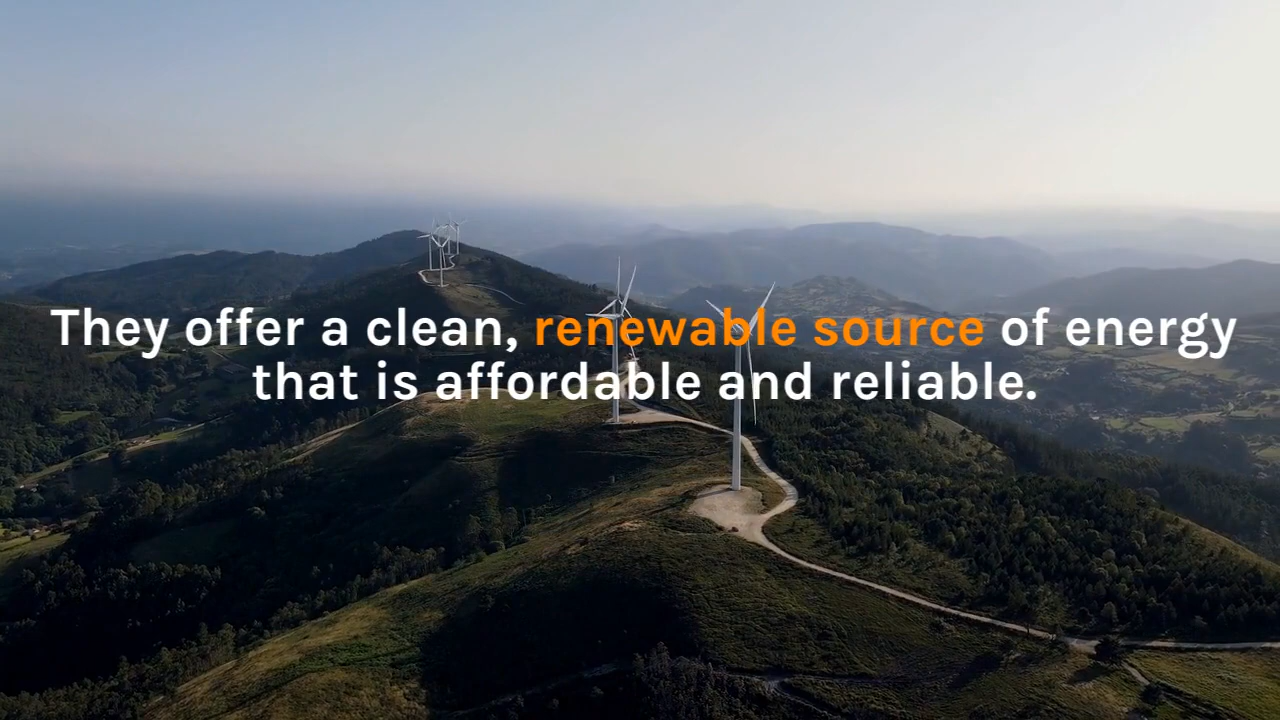 They offer a clean, renewable source of energy
that is affordable and reliable.